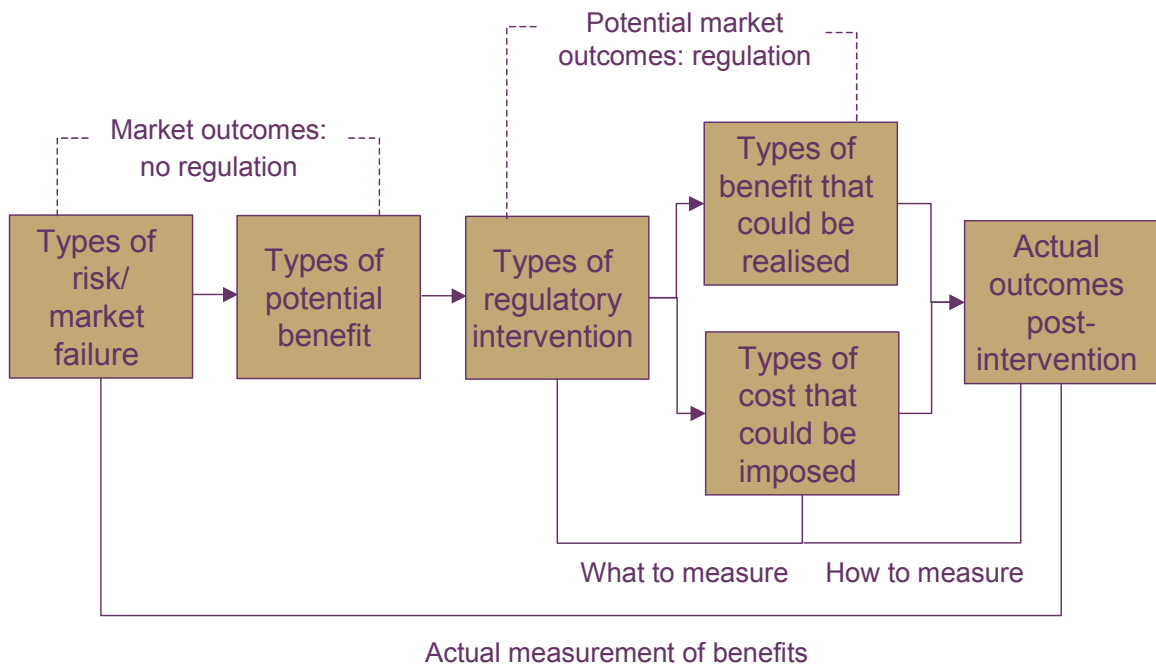 Potential market
outcomes: regulation
Market outcomes:
no regulation
Types of
risk/
market
failure
Types of
potential
benefit
Types of
regulatory
intervention
Types of
benefit that
could be
realised
Types of
cost that
could be
imposed
Actual
outcomes
post-
intervention
What to measure
How to measure
Actual measurement of benefits